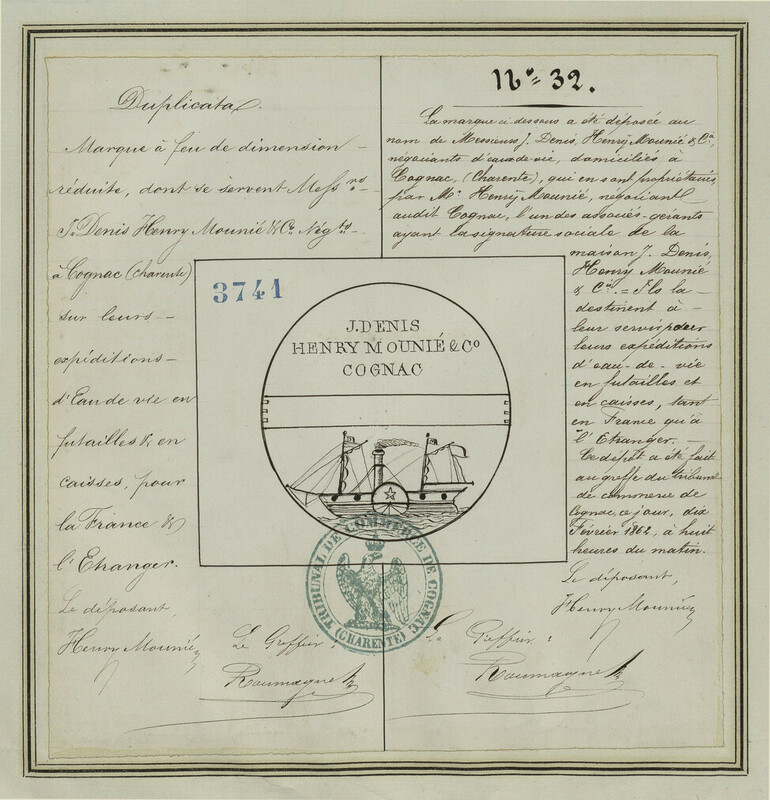 Duplicata.
Marque à feu de dimension
réduite, dont se servent Mess.rs
J. Denis Henry Mounié & Co. Négts
à Cognac (charente)
sur leurs
expéditions
d'Eau de vie en
futailles & en
caisses, pour
la France &
l'Etranger.
Le déposant,
Henry Mounié
Le Greffier :
Roumagne
No= 32.
La marque ci dessous a été déposée au
nom de Messieurs J. Denis, Henry Mounié & Cie,
négociants d'eau-de-vie, domiciliés à
Cognac, (Charente), qui en sont propriétaires,
par Mr. Henry Mounié, négociant
audit Cognac, l'un des associés-gérants
ayant la signature sociale de la
maison J. Denis,
Henry Mounié
& Cie. = Ils la
destinent à
leur servir pour
leurs expéditions
d'eau-de-vie
en futailles et
en caisses, tant
en France qu'à
l'Etranger.
Ce dépôt a été fait
au greffe du tribunal
de commerce de
Cognac, ce jour, dix
Février 1862, à huit
heures du matin.
Le déposant,
Henry Mounié
Le Greffier :
Roumagne
3741
J. DENIS
HENRY MOUNIÉ & Co
COGNAC
TRIBUNAL DE COMMERCE DE COGNAC
(CHARENTE)